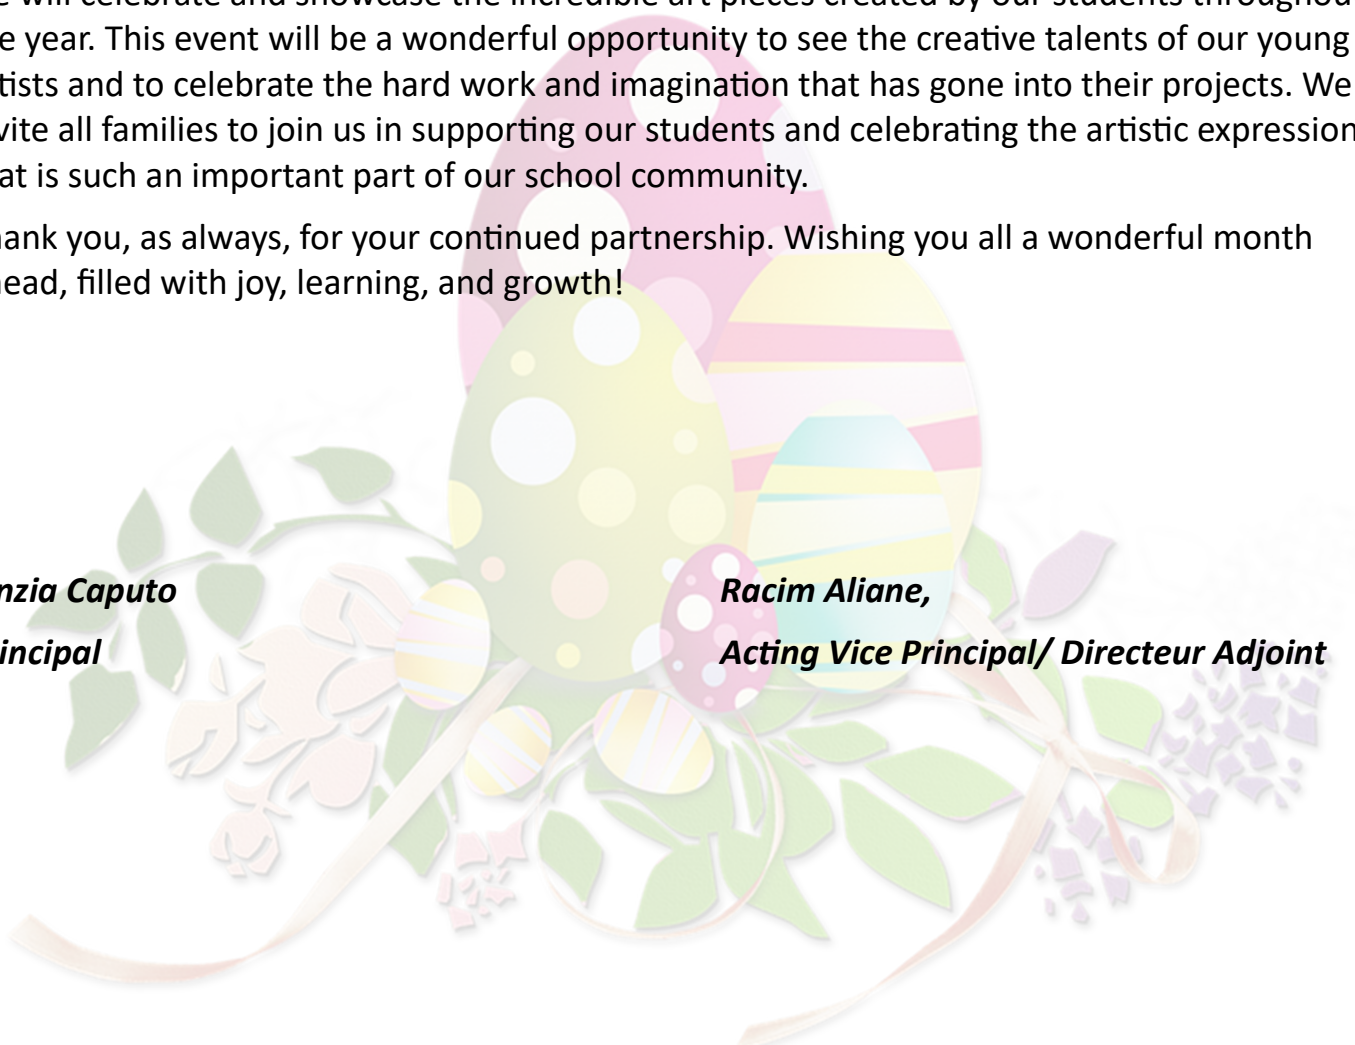 will celebrate and showcase the incredible art pieces created by our students throughou
e year. This event will be a wonderful opportunity to see the creative talents of our young
tists and to celebrate the hard work and imagination that has gone into their projects. We
vite all families to join us in supporting our students and celebrating the artistic expression
at is such an important part of our school community.
ank you, as always, for your continued partnership. Wishing you all a wonderful month
ead, filled with joy, learning, and growth!
nzia Caputo
Racim Aliane,
incipal
Acting Vice Principal/ Directeur Adjoint